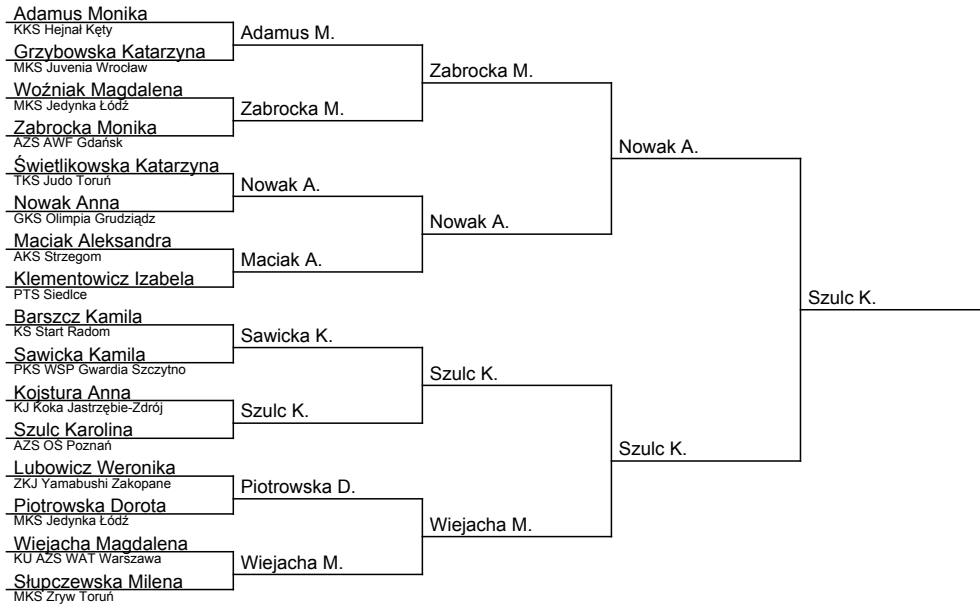 Adamus Monika
KKS Hejnał Kęty
Grzybowska Katarzyna
MKS Juvenia Wrocław
Woźniak Magdalena
MKS Jedynka Łódź
Zabrocka Monika
AZS AWF Gdańsk
Świetlikowska Katarzyna
TKS Judo Toruń
Nowak Anna
GKS Olimpia Grudziądz
Maciak Aleksandra
AKS Strzegom
Klementowicz Izabela
PTS Siedlce
Barszcz Kamila
KS Start Radom
Sawicka Kamila
PKS WSP Gwardia Szczytno
Kojstura Anna
KJ Koka Jastrzębie-Zdrój
Szulc Karolina
AZS OŚ Poznań
Lubowicz Weronika
ZKJ Yamabushi Zakopane
Piotrowska Dorota
MKS Jedynka Łódź
Wiejacha Magdalena
KU AZS WAT Warszawa
Słupczewska Milena
MKS Zryw Toruń
Adamus M.
Zabrocka M.
Nowak A.
Maciak A.
Sawicka K.
Szulc K.
Piotrowska D.
Wiejacha M.
Zabrocka M.
Nowak A.
Szulc K.
Wiejacha M.
Nowak A.
Szulc K.
Szulc K.